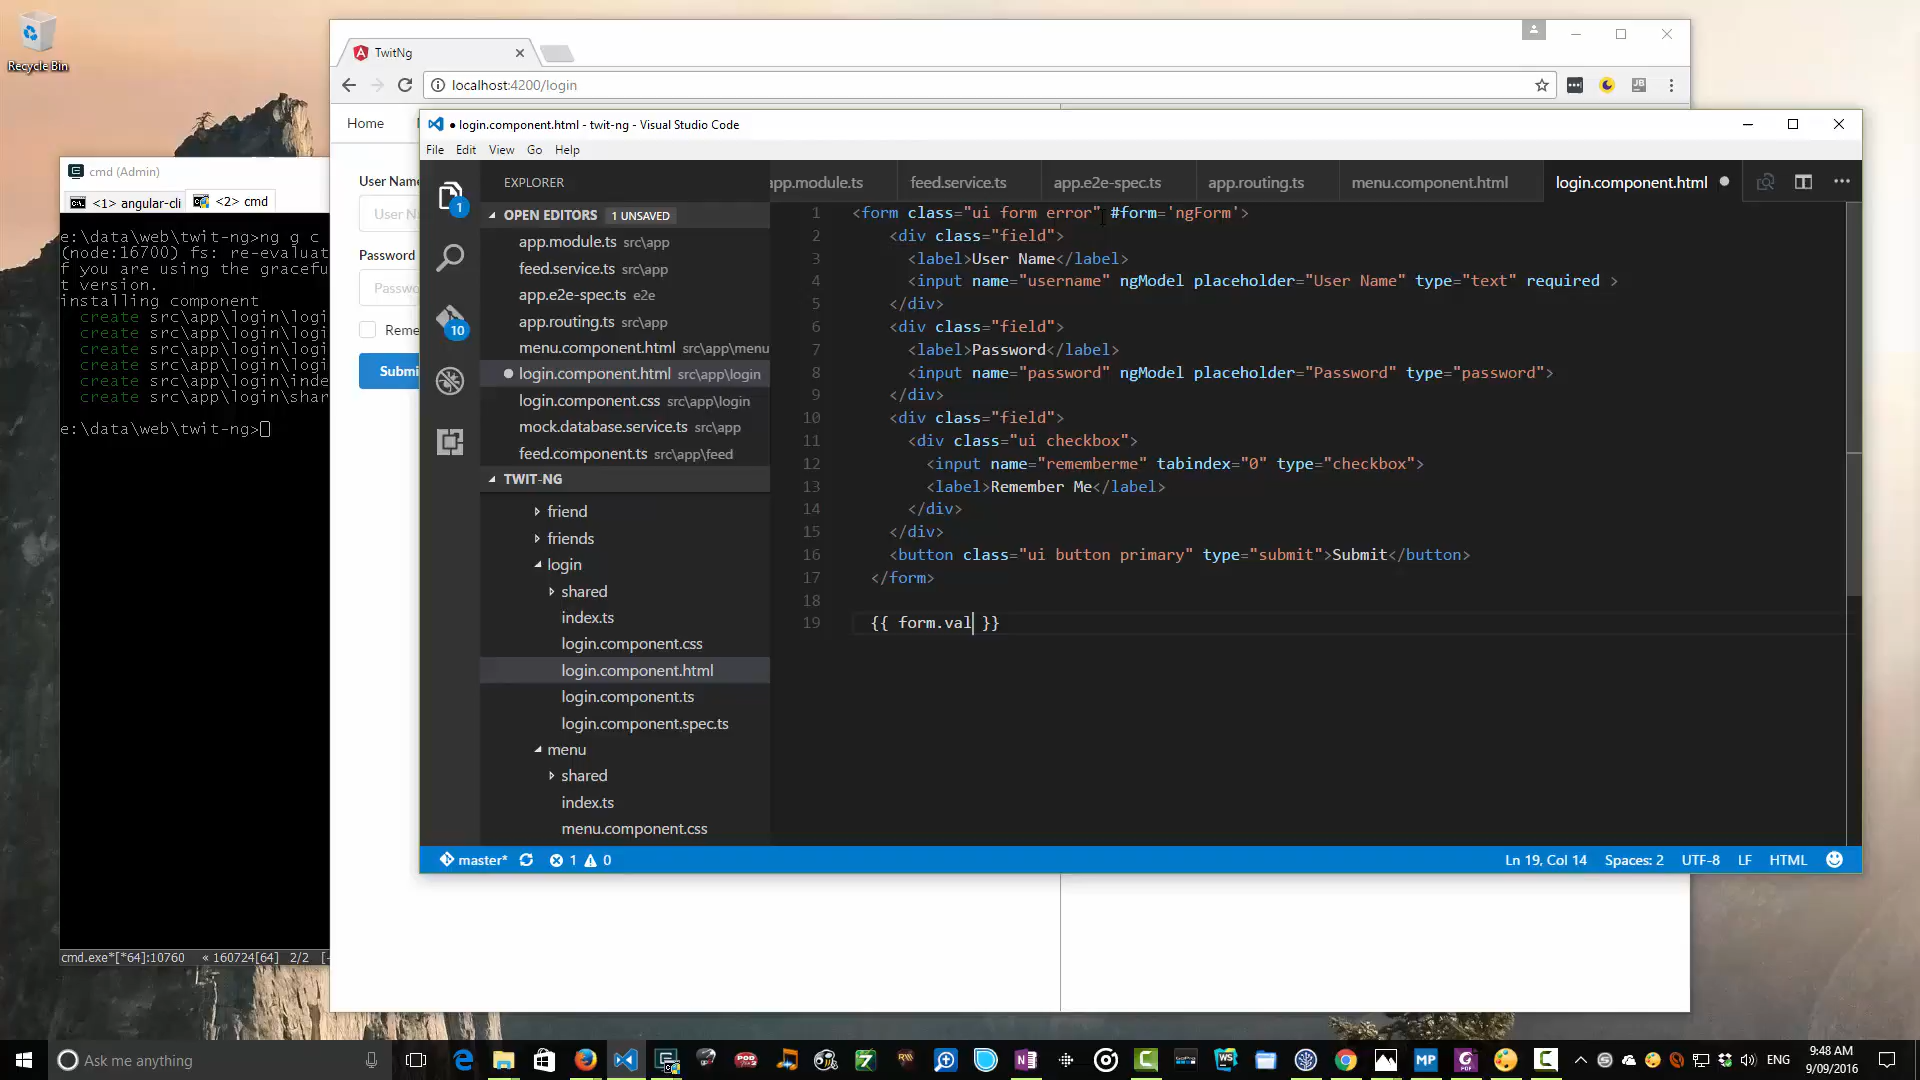 Recycle Bin
TwitNg
localhost:4200/login
Home
User Name
User N
Password
Passwo
Reme
Submi
cmd (Admin)
<1> angular-cli
<2> cmd
e:\data\web\twit-ng>ng g c
(node:16700) fs: re-evaluat
f you are using the gracefu
t version.
installing component
create src\app\login\logi
create src\app\login\logi
create src\app\login\logi
create src\app\login\logi
create src\app\login\inde
create src\app\login\shar
e:\data\web\twit-ng>
cmd.exe*[*64]:10760 « 160724[64] 2/2 [-
● login.component.html - twit-ng - Visual Studio Code
File Edit View Go Help
EXPLORER
OPEN EDITORS 1 UNSAVED
app.module.ts src\app
feed.service.ts src\app
app.e2e-spec.ts e2e
app.routing.ts src\app
menu.component.html src\app\menu
login.component.html src\app\login
login.component.css src\app\login
mock.database.service.ts src\app
feed.component.ts src\app\feed
TWIT-NG
friend
friends
login
shared
index.ts
login.component.css
login.component.html
login.component.ts
login.component.spec.ts
menu
shared
index.ts
menu.component.css
1
10
app.module.ts feed.service.ts app.e2e-spec.ts app.routing.ts menu.component.html login.component.html
1 <form class="ui form error" #form='ngForm'>
2 <div class="field">
3 <label>User Name</label>
4 <input name="username" ngModel placeholder="User Name" type="text" required >
5 </div>
6 <div class="field">
7 <label>Password</label>
8 <input name="password" ngModel placeholder="Password" type="password">
9 </div>
10 <div class="field">
11 <div class="ui checkbox">
12 <input name="rememberme" tabindex="0" type="checkbox">
13 <label>Remember Me</label>
14 </div>
15 </div>
16 <button class="ui button primary" type="submit">Submit</button>
17 </form>
18
19 {{ form.val }}
master* 1 0 Ln 19, Col 14 Spaces: 2 UTF-8 LF HTML
Ask me anything
ENG
9:48 AM
9/09/2016